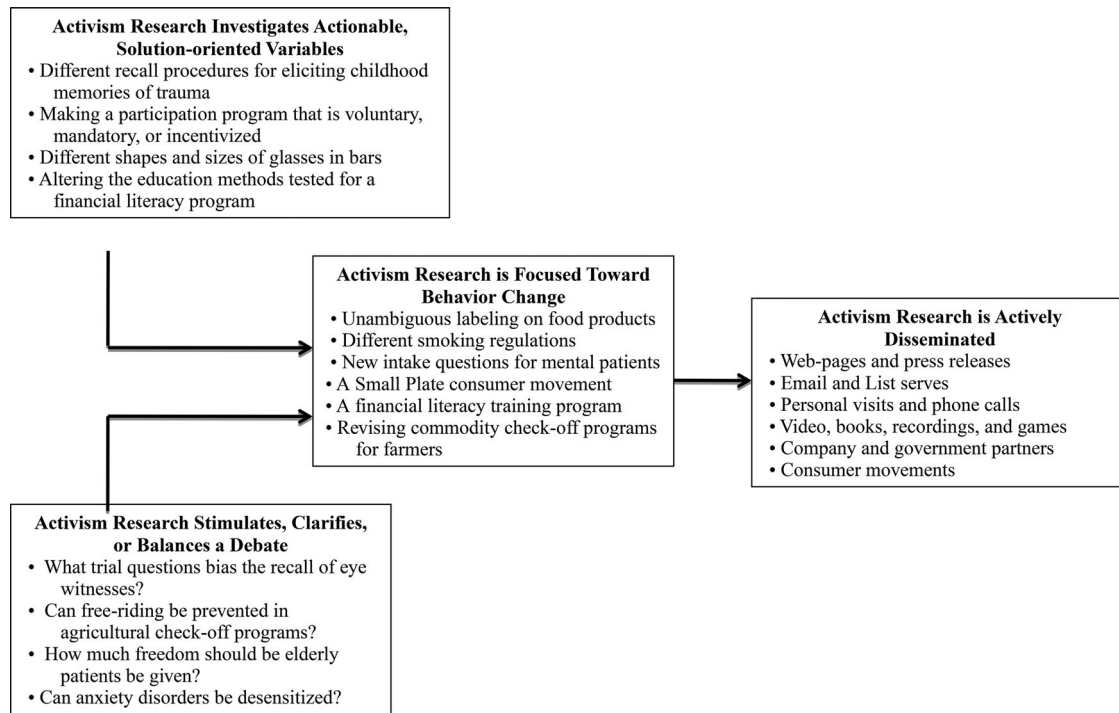 Activism Research Investigates Actionable,
Solution-oriented Variables
• Different recall procedures for eliciting childhood
memories of trauma
• Making a participation program that is voluntary,
mandatory, or incentivized
• Different shapes and sizes of glasses in bars
• Altering the education methods tested for a
financial literacy program
Activism Research is Focused Toward
Behavior Change
• Unambiguous labeling on food products
• Different smoking regulations
• New intake questions for mental patients
• A Small Plate consumer movement
• A financial literacy training program
• Revising commodity check-off programs
for farmers
Activism Research is Actively
Disseminated
• Web-pages and press releases
• Email and List serves
• Personal visits and phone calls
• Video, books, recordings, and games
• Company and government partners
• Consumer movements
Activism Research Stimulates, Clarifies,
or Balances a Debate
• What trial questions bias the recall of eye
witnesses?
• Can free-riding be prevented in
agricultural check-off programs?
• How much freedom should be elderly
patients be given?
• Can anxiety disorders be desensitized?